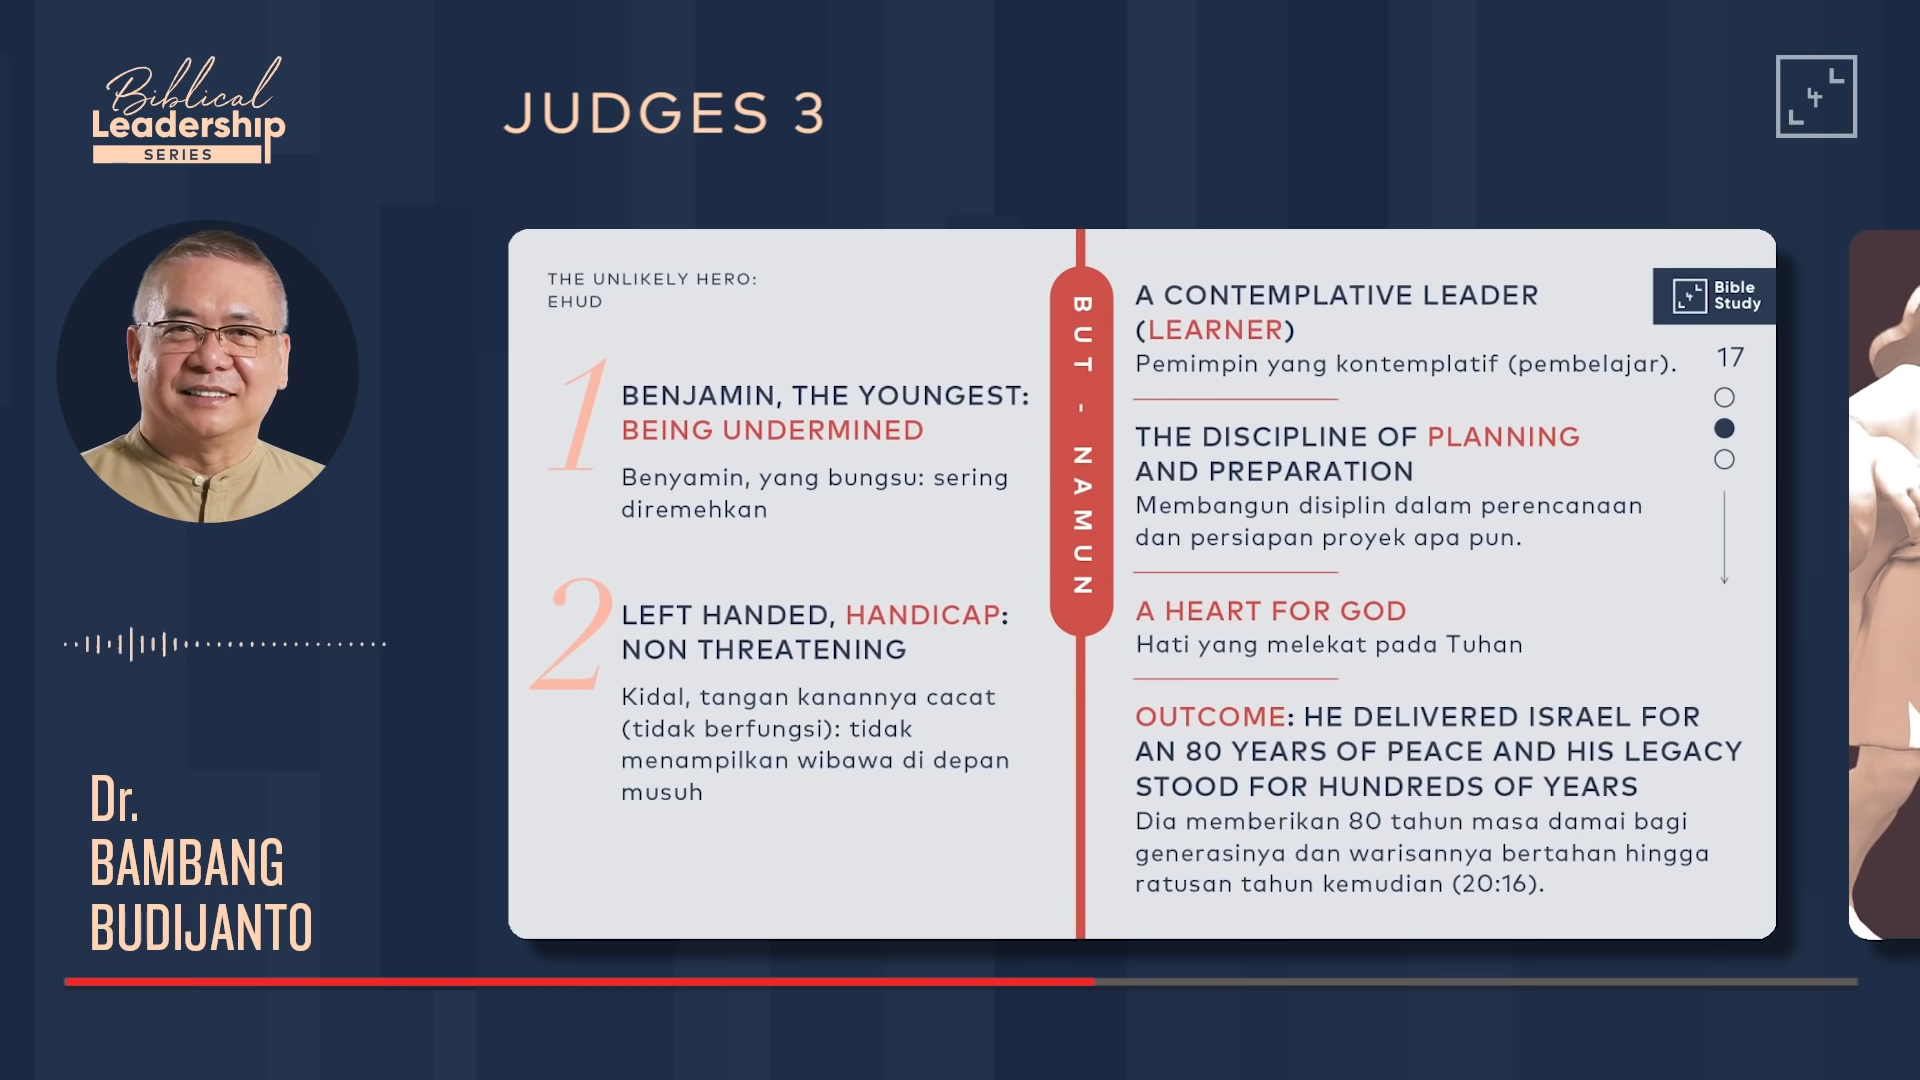 Biblical
Leadership
SERIES
JUDGES 3
THE UNLIKELY HERO:
EHUD
1
BENJAMIN, THE YOUNGEST:
BEING UNDERMINED
Benyamin, yang bungsu: sering
diremehkan
2
LEFT HANDED, HANDICAP:
NON THREATENING
Kidal, tangan kanannya cacat
(tidak berfungsi): tidak
menampilkan wibawa di depan
musuh
BUT - NAMUN
A CONTEMPLATIVE LEADER
(LEARNER)
Pemimpin yang kontemplatif (pembelajar).
THE DISCIPLINE OF PLANNING
AND PREPARATION
Membangun disiplin dalam perencanaan
dan persiapan proyek apa pun.
A HEART FOR GOD
Hati yang melekat pada Tuhan
OUTCOME: HE DELIVERED ISRAEL FOR
AN 80 YEARS OF PEACE AND HIS LEGACY
STOOD FOR HUNDREDS OF YEARS
Dia memberikan 80 tahun masa damai bagi
generasinya dan warisannya bertahan hingga
ratusan tahun kemudian (20:16).
Bible
Study
17
Dr.
BAMBANG
BUDIJANTO